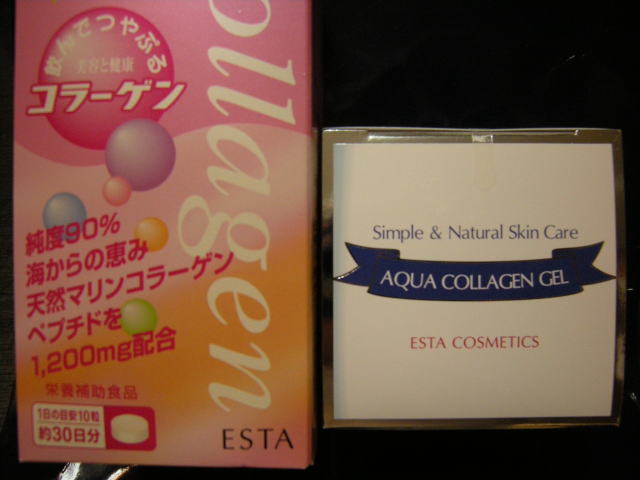 飲んでつやぷる
美容と健康
コラーゲン
ollagen
純度90%
海からの恵み
天然マリンコラーゲン
ペプチドを
1,200mg配合
栄養補助食品
1日の目安10粒
約30日分
ESTA
Simple & Natural Skin Care
AQUA COLLAGEN GEL
ESTA COSMETICS